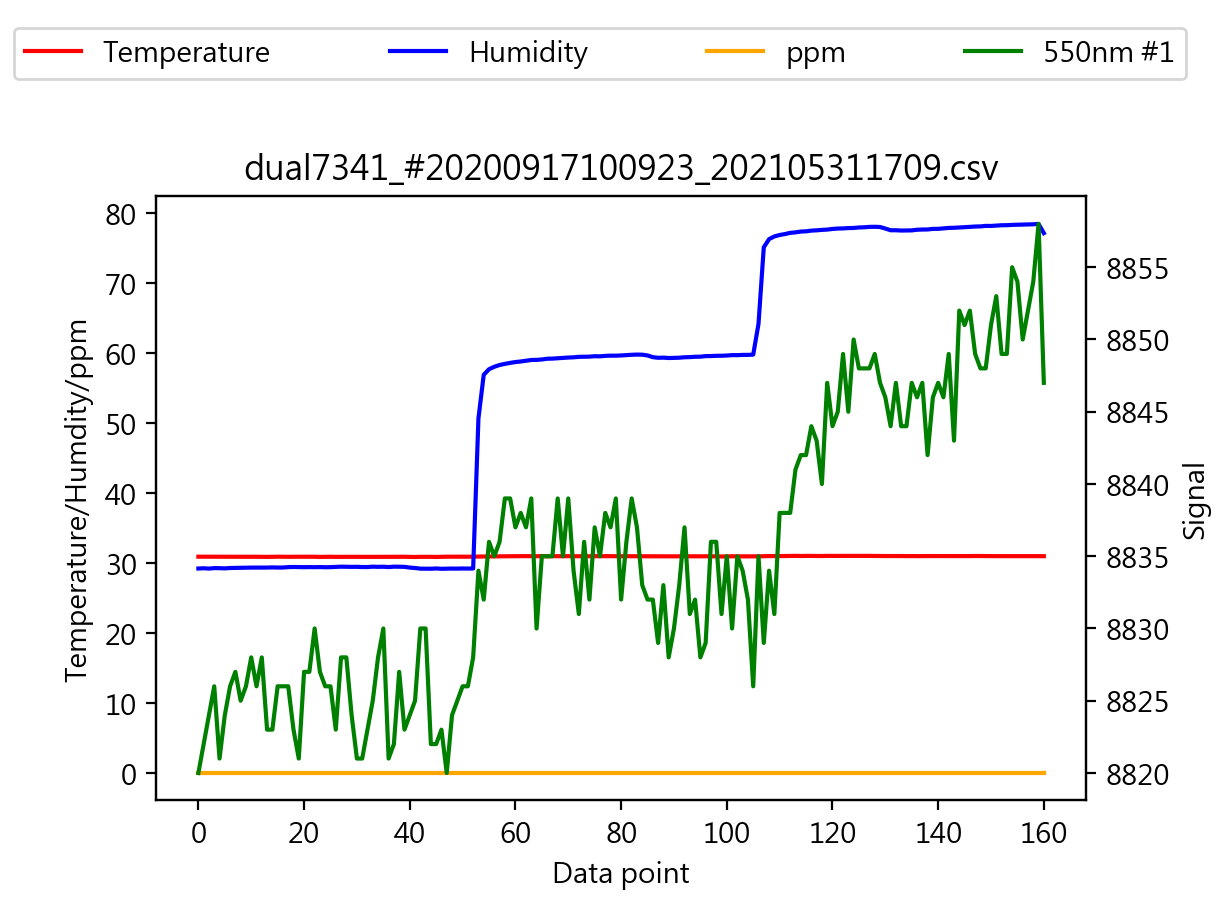 Temperature Humidity ppm 550nm #1
dual7341_#20200917100923_202105311709.csv
Temperature/Humdity/ppm
80
70
60
50
40
30
20
10
0
8855
8850
8845
8840
8835
8830
8825
8820
Signal
0 20 40 60 80 100 120 140 160
Data point